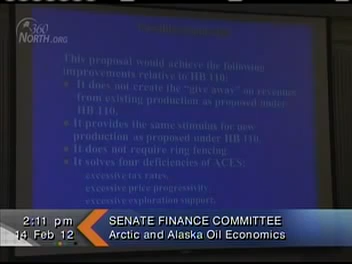 360
NORTH.ORG
This proposal would achieve the following
improvements relative to HB 110:
It does not create the "give away" on revenues
from existing production as proposed under
HB 110.
It provides the same stimulus for new
production as proposed under HB 110.
It does not require ring fencing.
It solves four deficiencies of ACES:
excessive tax rates,
excessive price progressivity,
excessive exploration support,
2:11 pm
14 Feb 12
SENATE FINANCE COMMITTEE
Arctic and Alaska Oil Economics